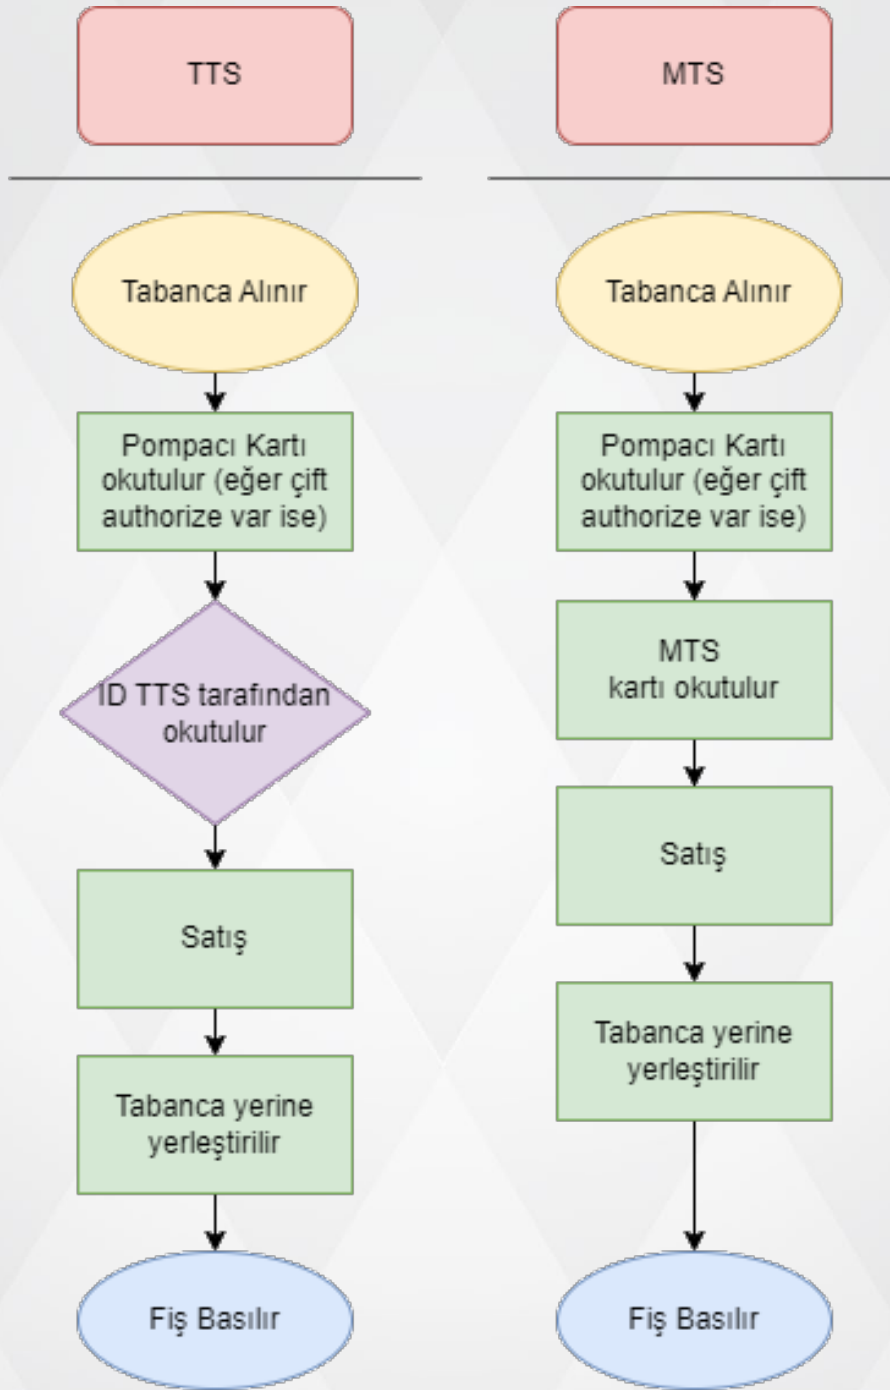 TTS
Tabanca Alınır
Pompacı Kartı
okutulur (eğer çift
authorize var ise)
ID TTS tarafından
okutulur
Satış
Tabanca yerine
yerleştirilir
Fiş Basılır
MTS
Tabanca Alınır
Pompacı Kartı
okutulur (eğer çift
authorize var ise)
MTS
kartı okutulur
Satış
Tabanca yerine
yerleştirilir
Fiş Basılır